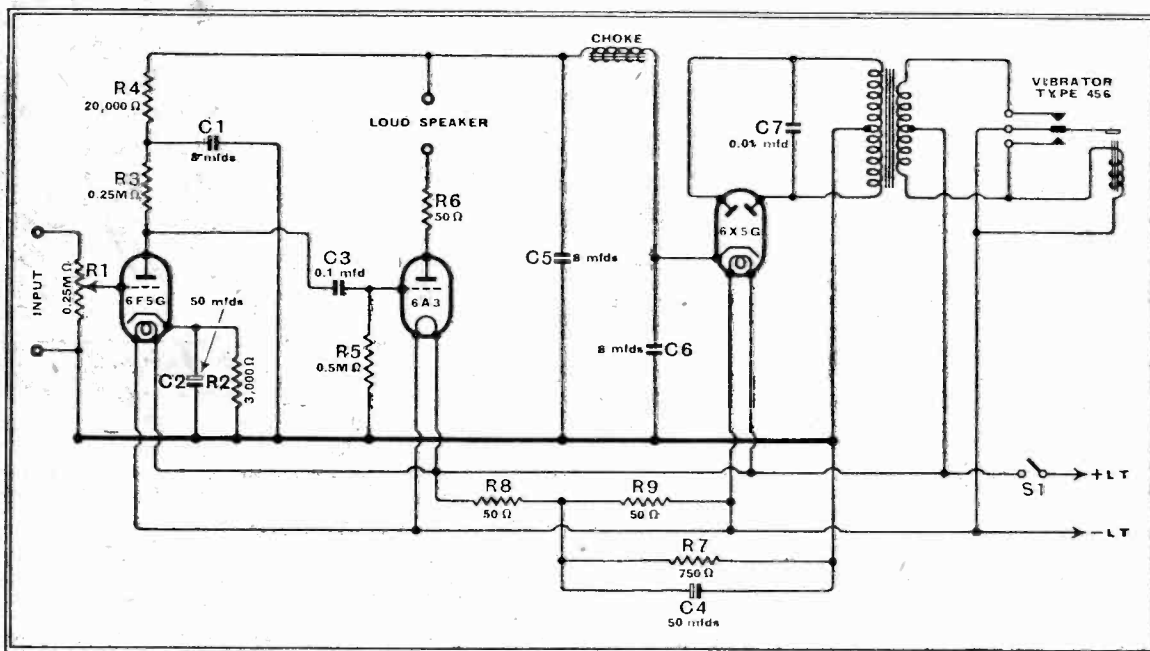 CHOKE
R4
20,000 Ω
C1
8 mfds
LOUD SPEAKER
VIBRATOR
TYPE 456
C7
0.01 mfd
R3
0.25M Ω
R6
50 Ω
6X5G
INPUT
R1
0.25M Ω
6F5G
50 mfds
C3
0.1 mfd
6A3
C5
8 mfds
C2
R2
3,000 Ω
R5
0.5M Ω
8 mfds
C6
S1
+LT
R8
50 Ω
R9
50 Ω
-LT
R7
750 Ω
C4
50 mfds